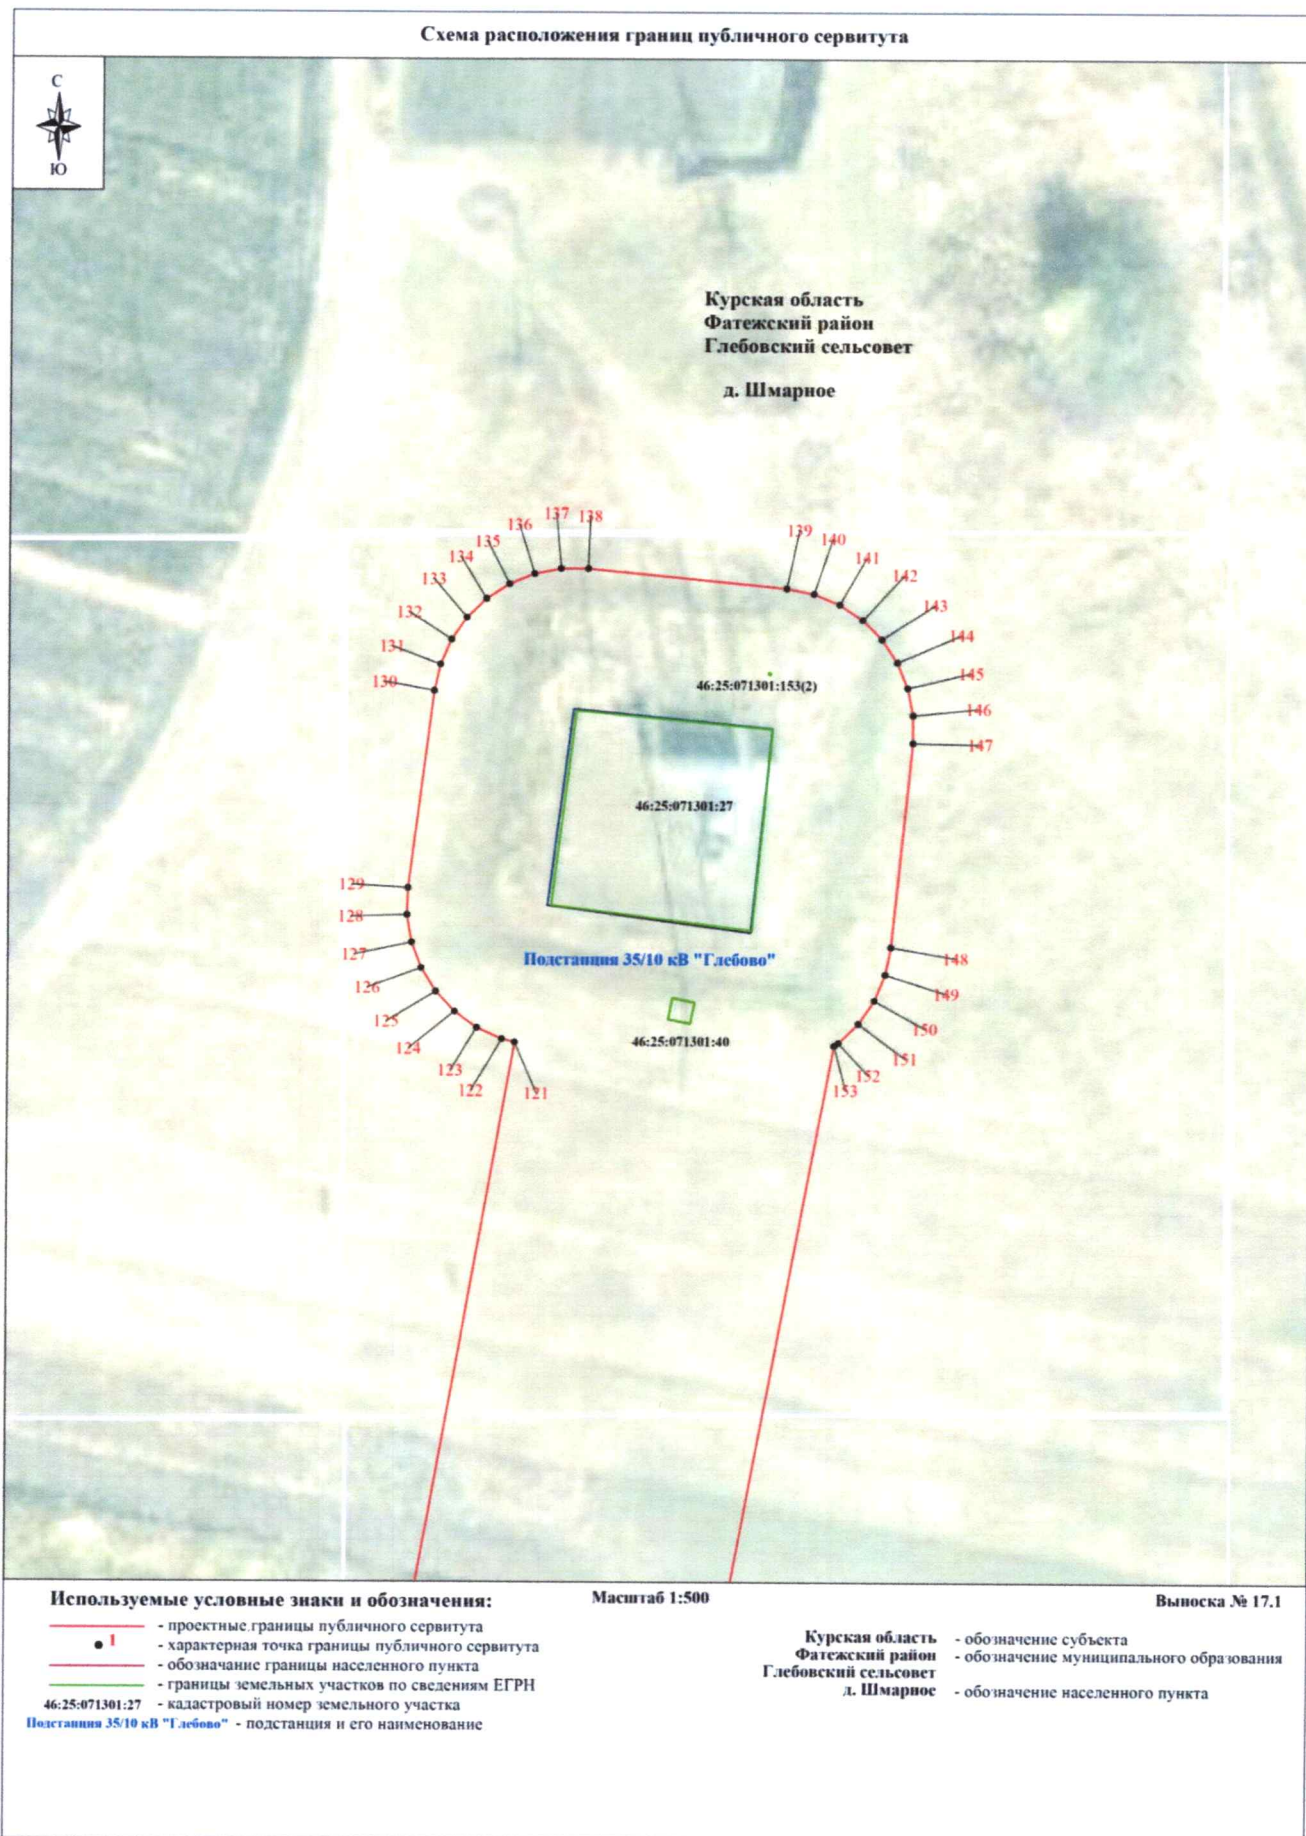 Схема расположения границ публичного сервитута
С
Ю
Курская область
Фатежский район
Глебовский сельсовет
д. Шмарное
137
138
136
135
134
133
132
131
130
139
140
141
142
143
144
145
146
147
46:25:071301:153(2)
46:25:071301:27
129
128
127
126
125
124
123
122
121
Подстанция 35/10 кВ "Глебово"
46:25:071301:40
148
149
150
151
152
153
Используемые условные знаки и обозначения:
Масштаб 1:500
Выноска № 17.1
- проектные границы публичного сервитута
1 - характерная точка границы публичного сервитута
- обозначание границы населенного пункта
- границы земельных участков по сведениям ЕГРН
46:25:071301:27 - кадастровый номер земельного участка
Подстанция 35/10 кВ "Глебово" - подстанция и его наименование
Курская область - обозначение субъекта
Фатежский район - обозначение муниципального образования
Глебовский сельсовет
д. Шмарное - обозначение населенного пункта